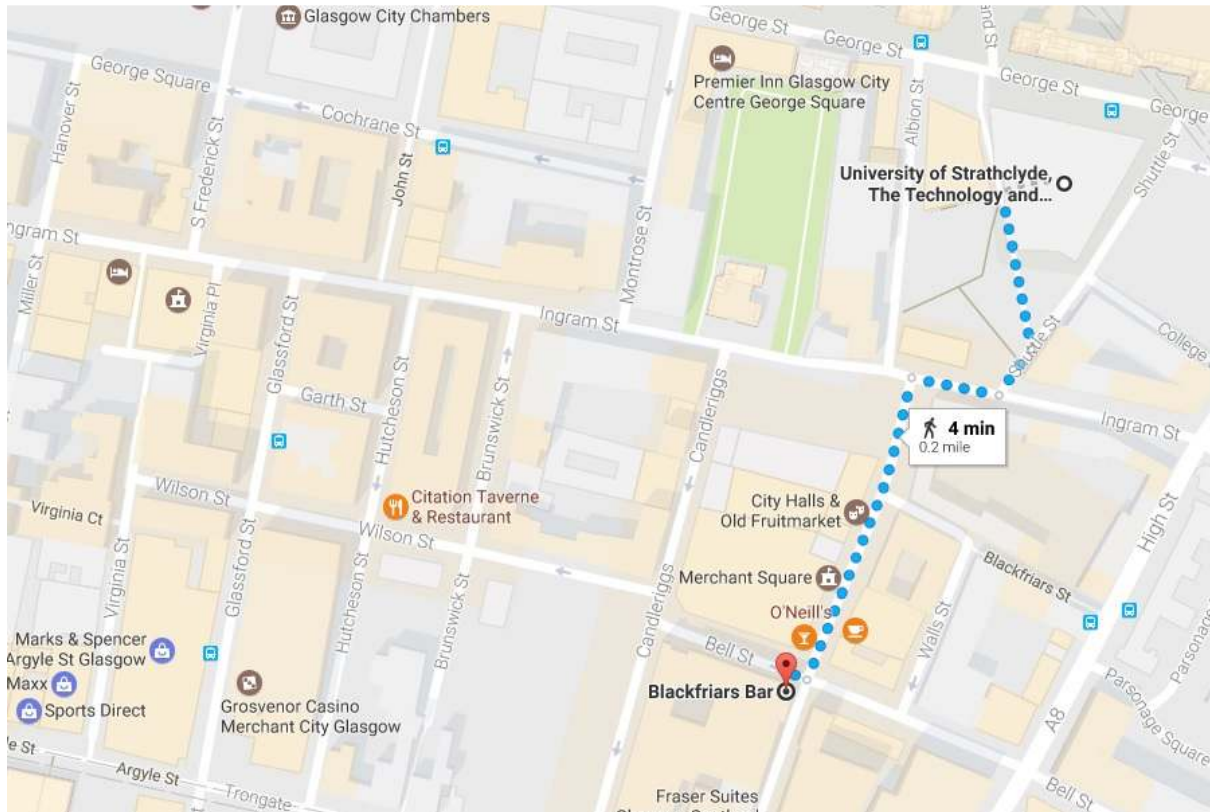 Glasgow City Chambers
George St
George St
George St
George
George Square
Hanover St
S Frederick St
Cochrane St
John St
Premier Inn Glasgow City
Centre George Square
Albion St
Shuttle St
University of Strathclyde,
The Technology and...
Montrose St
Ingram St
Miller St
Virginia Pl
Glassford St
Ingram St
Shuttle St
College
Garth St
Hutcheson St
Brunswick St
Candleriggs
Ingram St
4 min
0.2 mile
High St
Wilson St
Citation Taverne
& Restaurant
Wilson St
City Halls &
Old Fruitmarket
Virginia Ct
Virginia St
Glassford St
Hutcheson St
Brunswick St
Candleriggs
Merchant Square
Blackfriars St
O'Neill's
Walls St
Bell St
Blackfriars Bar
Marks & Spencer
Argyle St Glasgow
Maxx
Sports Direct
Grosvenor Casino
Merchant City Glasgow
Parsonage
Parsonage Square
A8
Argyle St
Trongate
Bell St
Fraser Suites